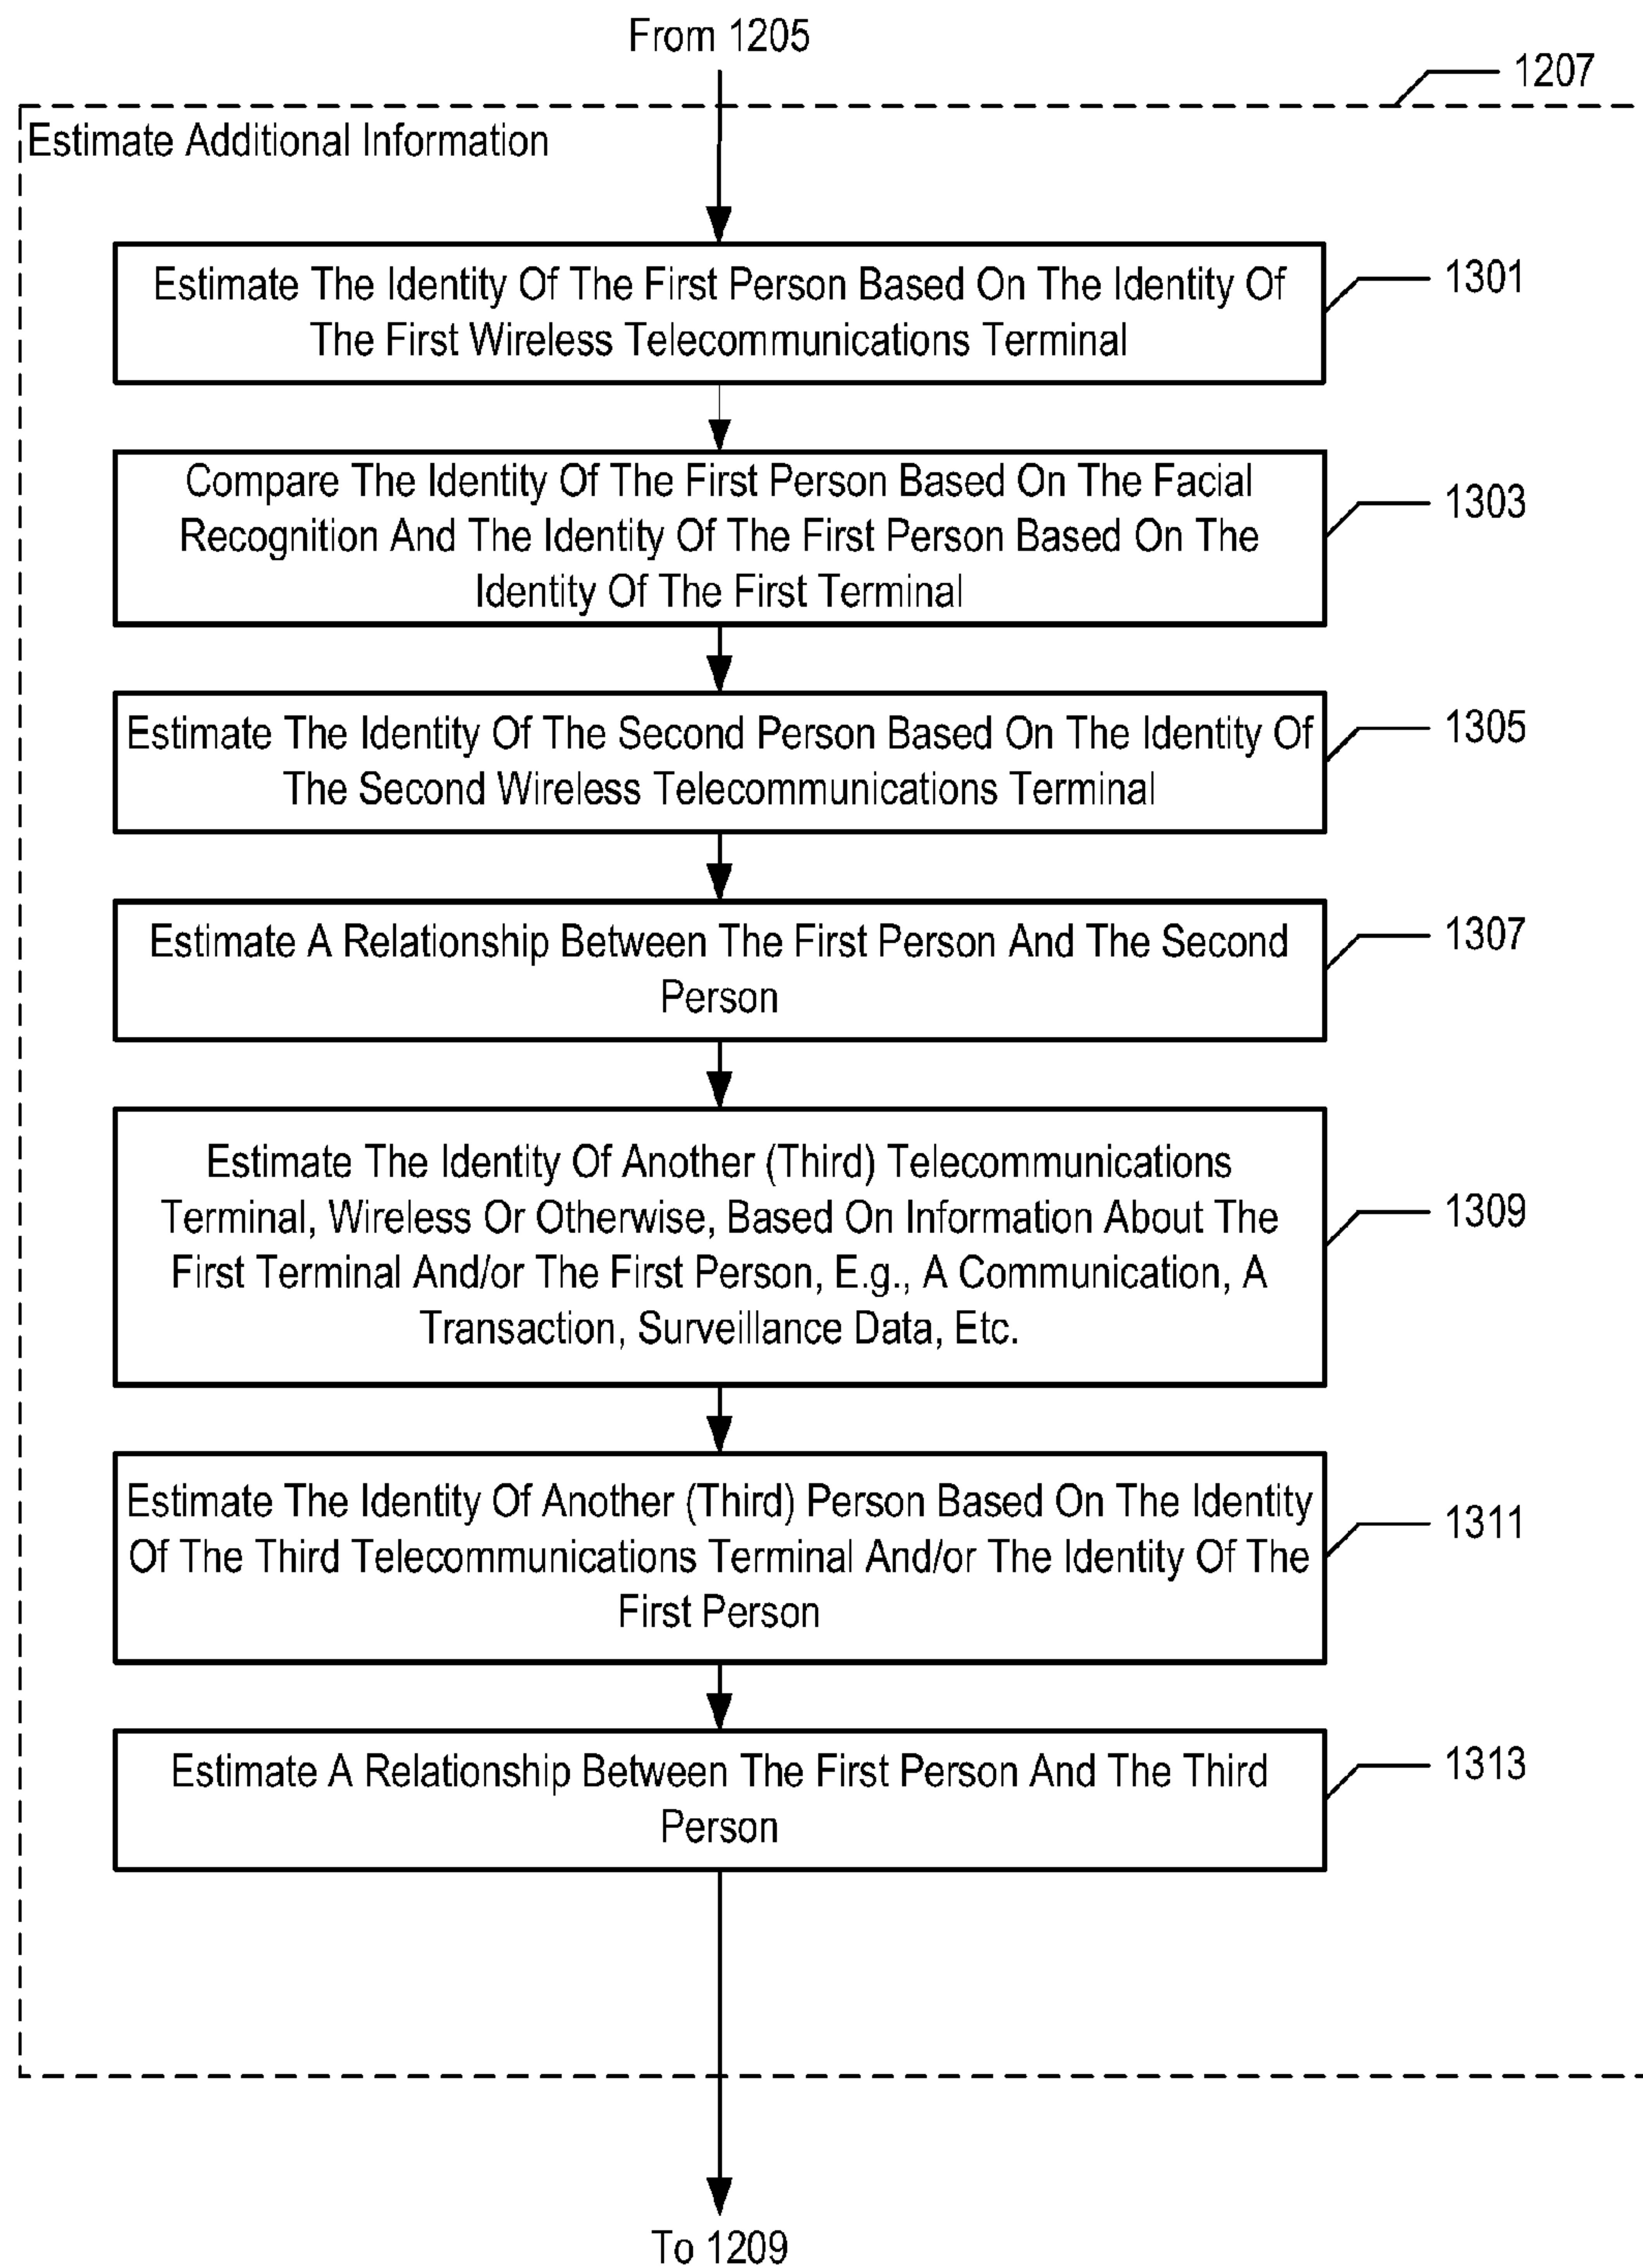 From 1205
1207
Estimate Additional Information
Estimate The Identity Of The First Person Based On The Identity Of
The First Wireless Telecommunications Terminal
1301
Compare The Identity Of The First Person Based On The Facial
Recognition And The Identity Of The First Person Based On The
Identity Of The First Terminal
1303
Estimate The Identity Of The Second Person Based On The Identity Of
The Second Wireless Telecommunications Terminal
1305
Estimate A Relationship Between The First Person And The Second
Person
1307
Estimate The Identity Of Another (Third) Telecommunications
Terminal, Wireless Or Otherwise, Based On Information About The
First Terminal And/or The First Person, E.g., A Communication, A
Transaction, Surveillance Data, Etc.
1309
Estimate The Identity Of Another (Third) Person Based On The Identity
Of The Third Telecommunications Terminal And/or The Identity Of The
First Person
1311
Estimate A Relationship Between The First Person And The Third
Person
1313
To 1209